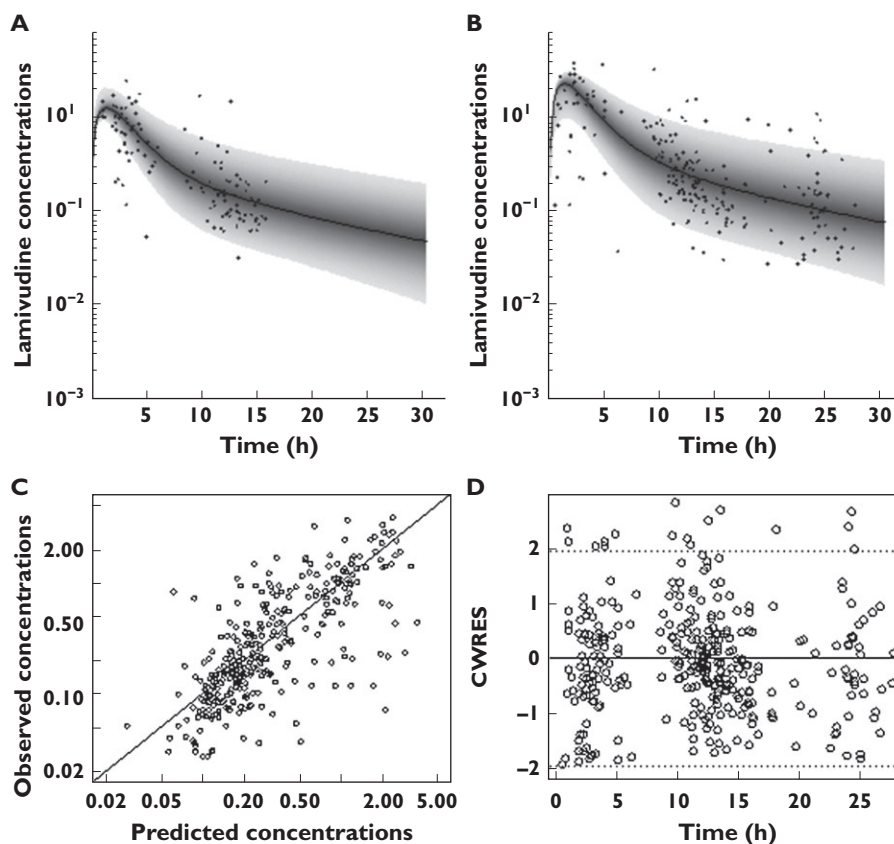 A
Lamivudine concentrations
10¹
10⁰
10⁻¹
10⁻²
10⁻³
5 10 15 20 25 30
Time (h)
B
Lamivudine concentrations
10¹
10⁻¹
10⁻²
10⁻³
5 10 15 20 25 30
Time (h)
C
Observed concentrations
2.00
0.50
0.10
0.02
0.02 0.05 0.20 0.50 2.00 5.00
Predicted concentrations
D
CWRES
2
1
0
−1
−2
0 5 10 15 20 25
Time (h)